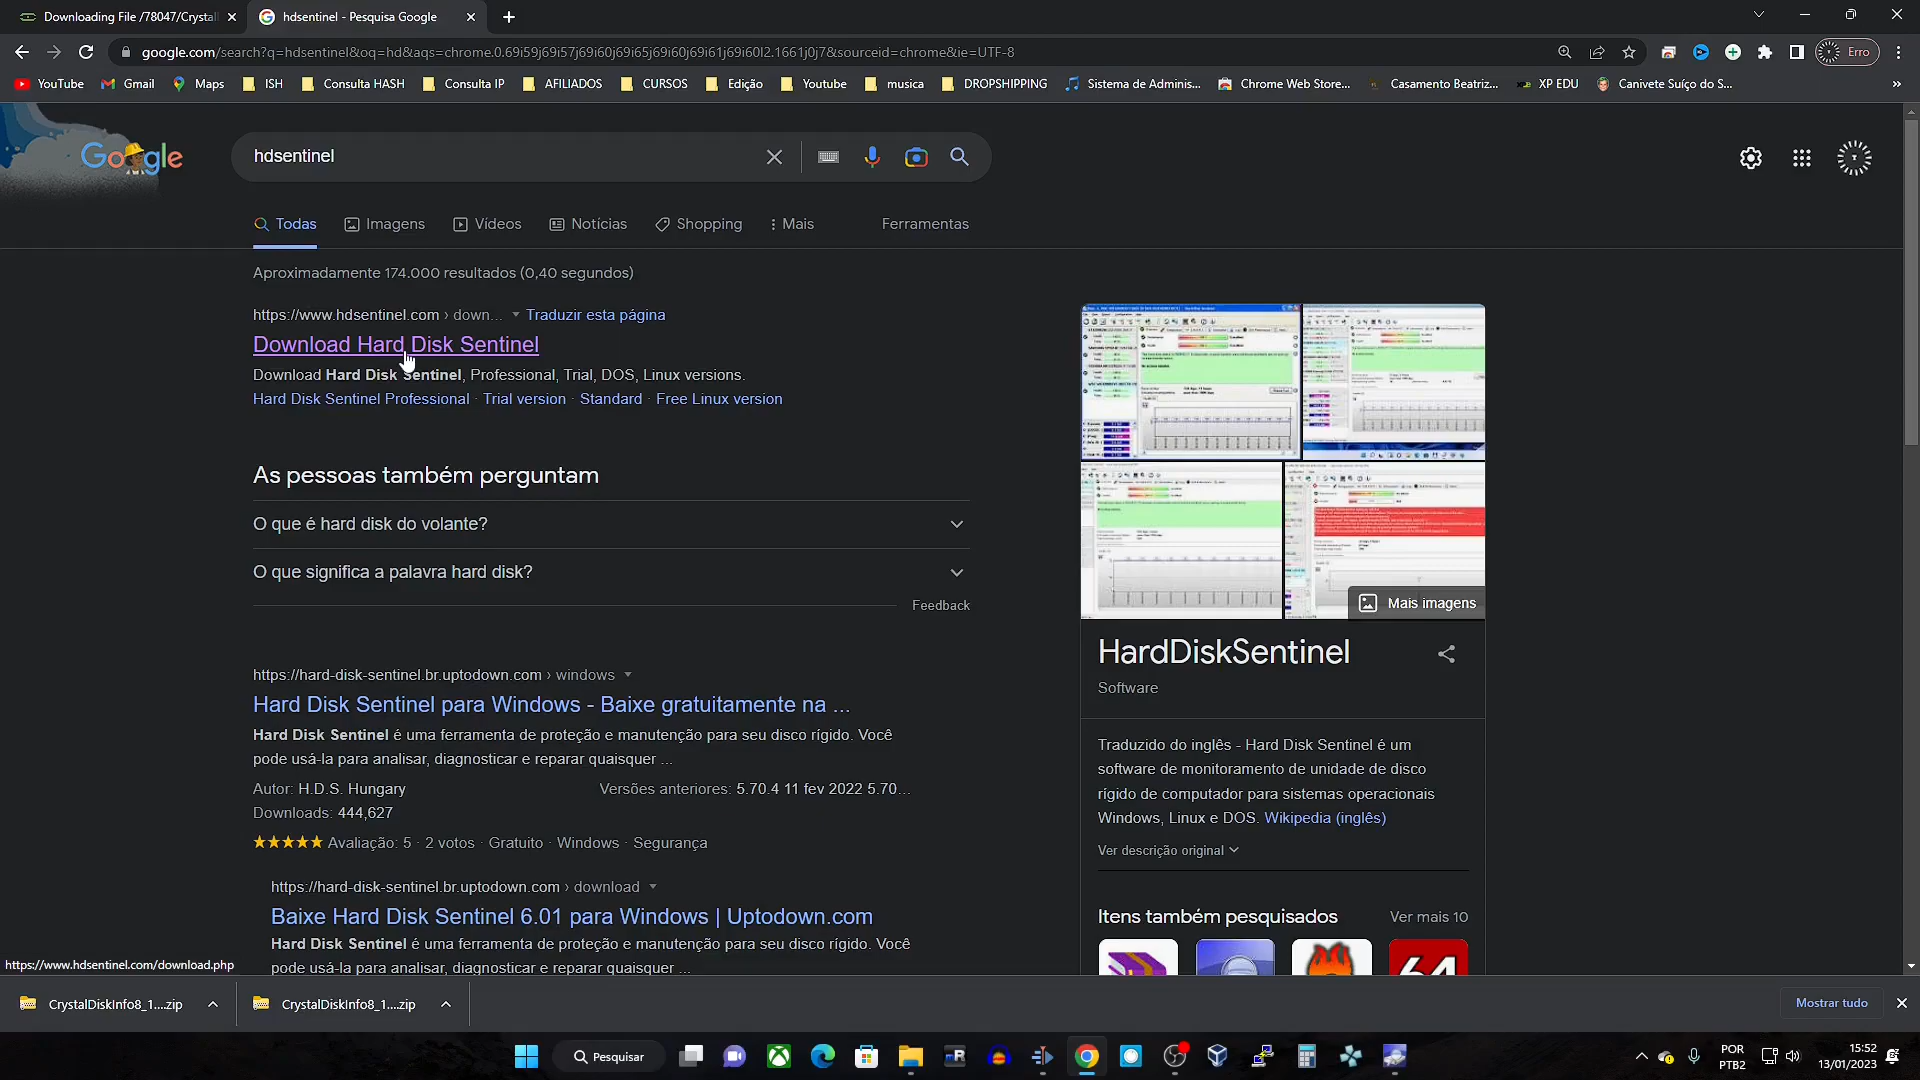 Downloading File /78047/Crystal
hdsentinel - Pesquisa Google
google.com/search?q=hdsentinel&oq=hd&aqs=chrome.0.69i59j69i57j69i60j69i65j69i60j69i61j69i60l2.1661j0j7&sourceid=chrome&ie=UTF-8
Erro
YouTube Gmail Maps ISH Consulta HASH Consulta IP AFILIADOS CURSOS Edição Youtube musica DROPSHIPPING Sistema de Adminis... Chrome Web Store... Casamento Beatriz... XP EDU Canivete Suíço do S... »
Google
hdsentinel
Todas Imagens Vídeos Notícias Shopping Mais Ferramentas
Aproximadamente 174.000 resultados (0,40 segundos)
https://www.hdsentinel.com › down... Traduzir esta página
Download Hard Disk Sentinel
Download Hard Disk Sentinel, Professional, Trial, DOS, Linux versions.
Hard Disk Sentinel Professional · Trial version · Standard · Free Linux version
As pessoas também perguntam
O que é hard disk do volante?
O que significa a palavra hard disk?
Feedback
https://hard-disk-sentinel.br.uptodown.com › windows
Hard Disk Sentinel para Windows - Baixe gratuitamente na ...
Hard Disk Sentinel é uma ferramenta de proteção e manutenção para seu disco rígido. Você
pode usá-la para analisar, diagnosticar e reparar quaisquer ...
Autor: H.D.S. Hungary Versões anteriores: 5.70.4 11 fev 2022 5.70...
Downloads: 444,627
Avaliação: 5 · 2 votos · Gratuito · Windows · Segurança
https://hard-disk-sentinel.br.uptodown.com › download
Baixe Hard Disk Sentinel 6.01 para Windows | Uptodown.com
Hard Disk Sentinel é uma ferramenta de proteção e manutenção para seu disco rígido. Você
pode usá-la para analisar, diagnosticar e reparar quaisquer ...
Mais imagens
HardDiskSentinel
Software
Traduzido do inglês - Hard Disk Sentinel é um
software de monitoramento de unidade de disco
rígido de computador para sistemas operacionais
Windows, Linux e DOS. Wikipedia (inglês)
Ver descrição original
Itens também pesquisados Ver mais 10
64
https://www.hdsentinel.com/download.php
CrystalDiskInfo8_1....zip
CrystalDiskInfo8_1....zip
Mostrar tudo
Pesquisar
POR
PTB2
15:52
13/01/2023